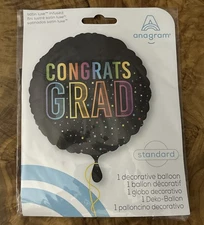 anagram
CONGRATS
GRAD
standard
1 decorative balloon
1 ballon décoratif
1 globo decorativo
1 Deko-Ballon
1 palloncino decorativo